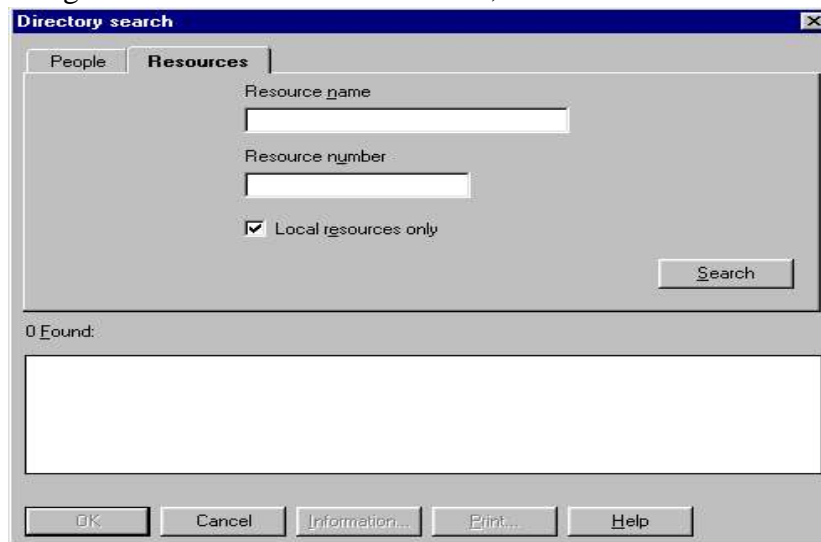 Directory search
People Resources
Resource name
Resource number
Local resources only
Search
0 Found:
OK Cancel Information... Print... Help